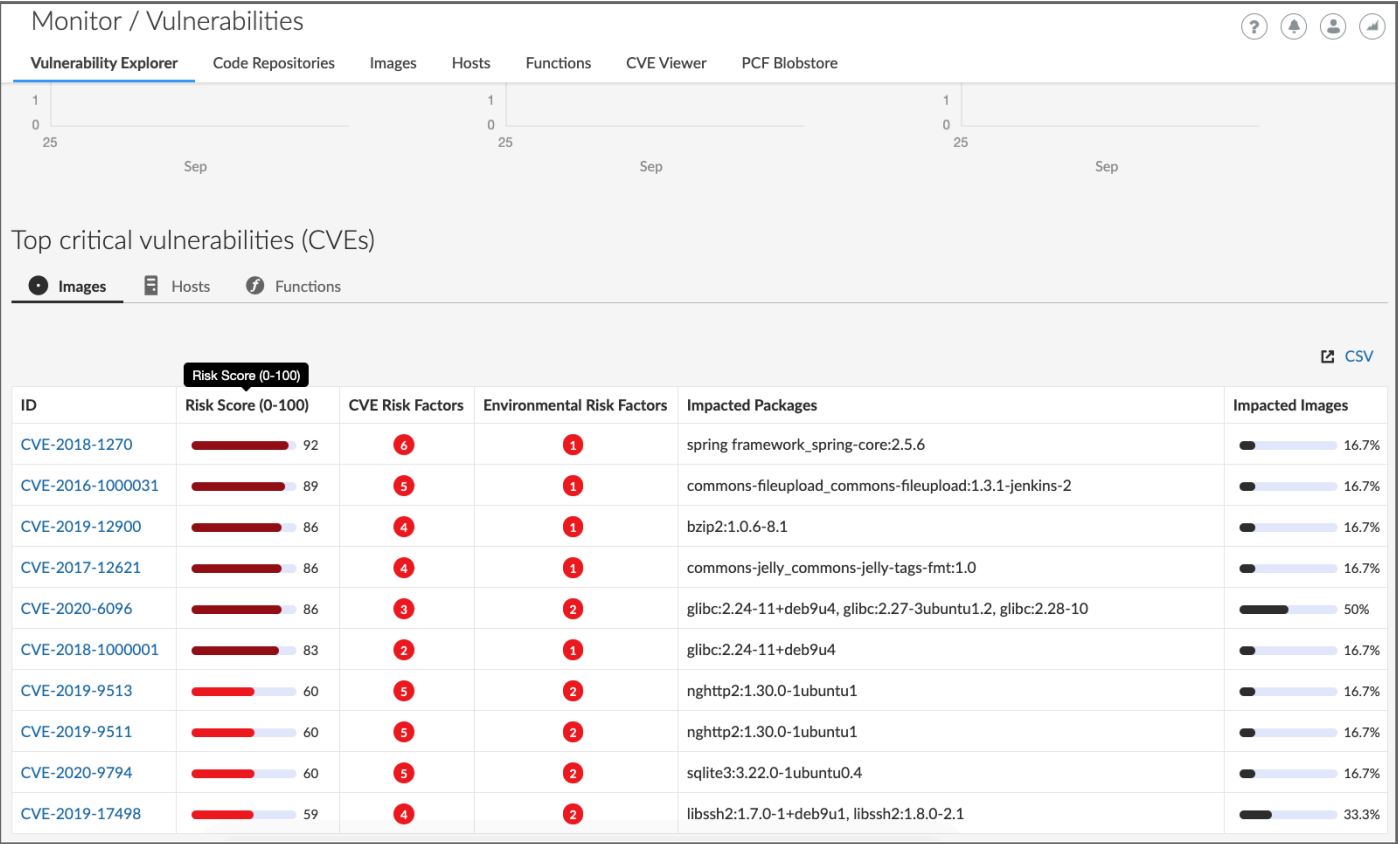 Monitor / Vulnerabilities
?
Vulnerability Explorer Code Repositories Images Hosts Functions CVE Viewer PCF Blobstore
1 1 1
0 0 0
25 25 25
Sep Sep Sep
Top critical vulnerabilities (CVEs)
Images Hosts Functions
CSV
Risk Score (0-100)
ID Risk Score (0-100) CVE Risk Factors Environmental Risk Factors Impacted Packages Impacted Images
CVE-2018-1270 92 6 1 spring framework_spring-core:2.5.6 16.7%
CVE-2016-1000031 89 5 1 commons-fileupload_commons-fileupload:1.3.1-jenkins-2 16.7%
CVE-2019-12900 86 4 1 bzip2:1.0.6-8.1 16.7%
CVE-2017-12621 86 4 1 commons-jelly_commons-jelly-tags-fmt:1.0 16.7%
CVE-2020-6096 86 3 2 glibc:2.24-11+deb9u4, glibc:2.27-3ubuntu1.2, glibc:2.28-10 50%
CVE-2018-1000001 83 2 1 glibc:2.24-11+deb9u4 16.7%
CVE-2019-9513 60 5 2 nghttp2:1.30.0-1ubuntu1 16.7%
CVE-2019-9511 60 5 2 nghttp2:1.30.0-1ubuntu1 16.7%
CVE-2020-9794 60 5 2 sqlite3:3.22.0-1ubuntu0.4 16.7%
CVE-2019-17498 59 4 2 libssh2:1.7.0-1+deb9u1, libssh2:1.8.0-2.1 33.3%